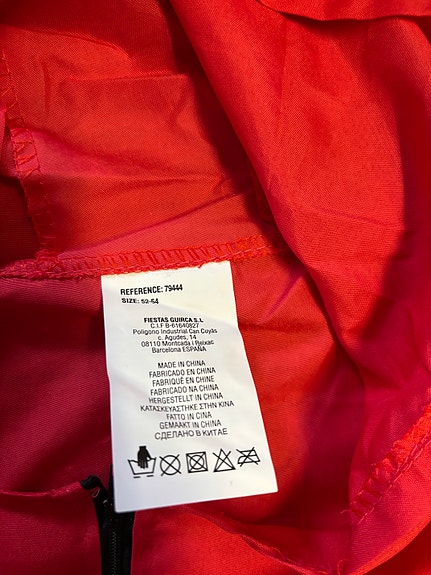 REFERENCE: 79444
SIZE: 52-54
FIESTAS GUIRCA S.L
C.I.F B-61640827
Polígono Industrial Can Cuyàs
c. Agudes, 14
08110 Montcada i Reixac
Barcelona ESPAÑA
MADE IN CHINA
FABRICADO EN CHINA
FABRIQUÉ EN CHINE
FABRICADO NA CHINA
HERGESTELLT IN CHINA
ΚΑΤΑΣΚΕΥΑΣΤΗΚΕ ΣΤΗΝ ΚΙΝΑ
FATTO IN CINA
GEMAAKT IN CHINA
СДЕЛАНО В КИТАЕ